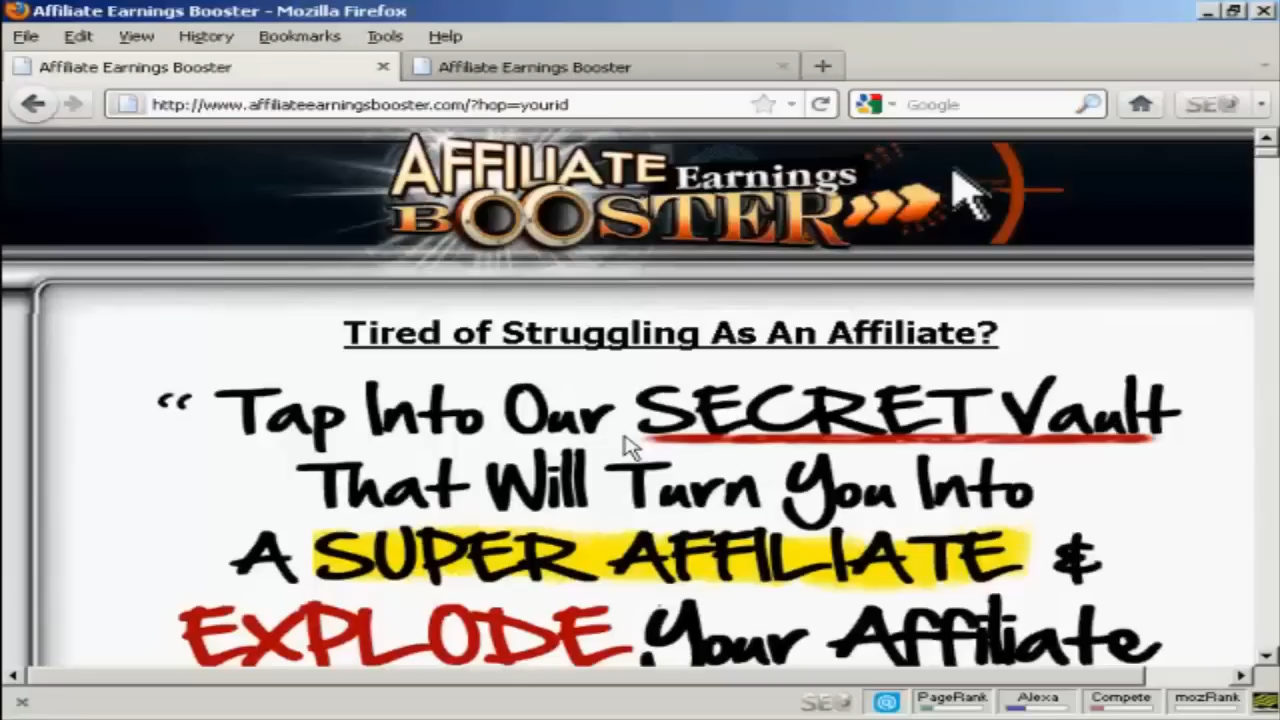 Affiliate Earnings Booster - Mozilla Firefox
File Edit View History Bookmarks Tools Help
Affiliate Earnings Booster Affiliate Earnings Booster
http://www.affiliateearningsbooster.com/?hop=yourid Google SEO
AFFILIATE Earnings
BOOSTER
Tired of Struggling As An Affiliate?
“ Tap Into Our SECRET Vault
That Will Turn You Into
A SUPER AFFILIATE &
EXPLODE Your Affiliate
SEO PageRank Alexa Compete mozRank